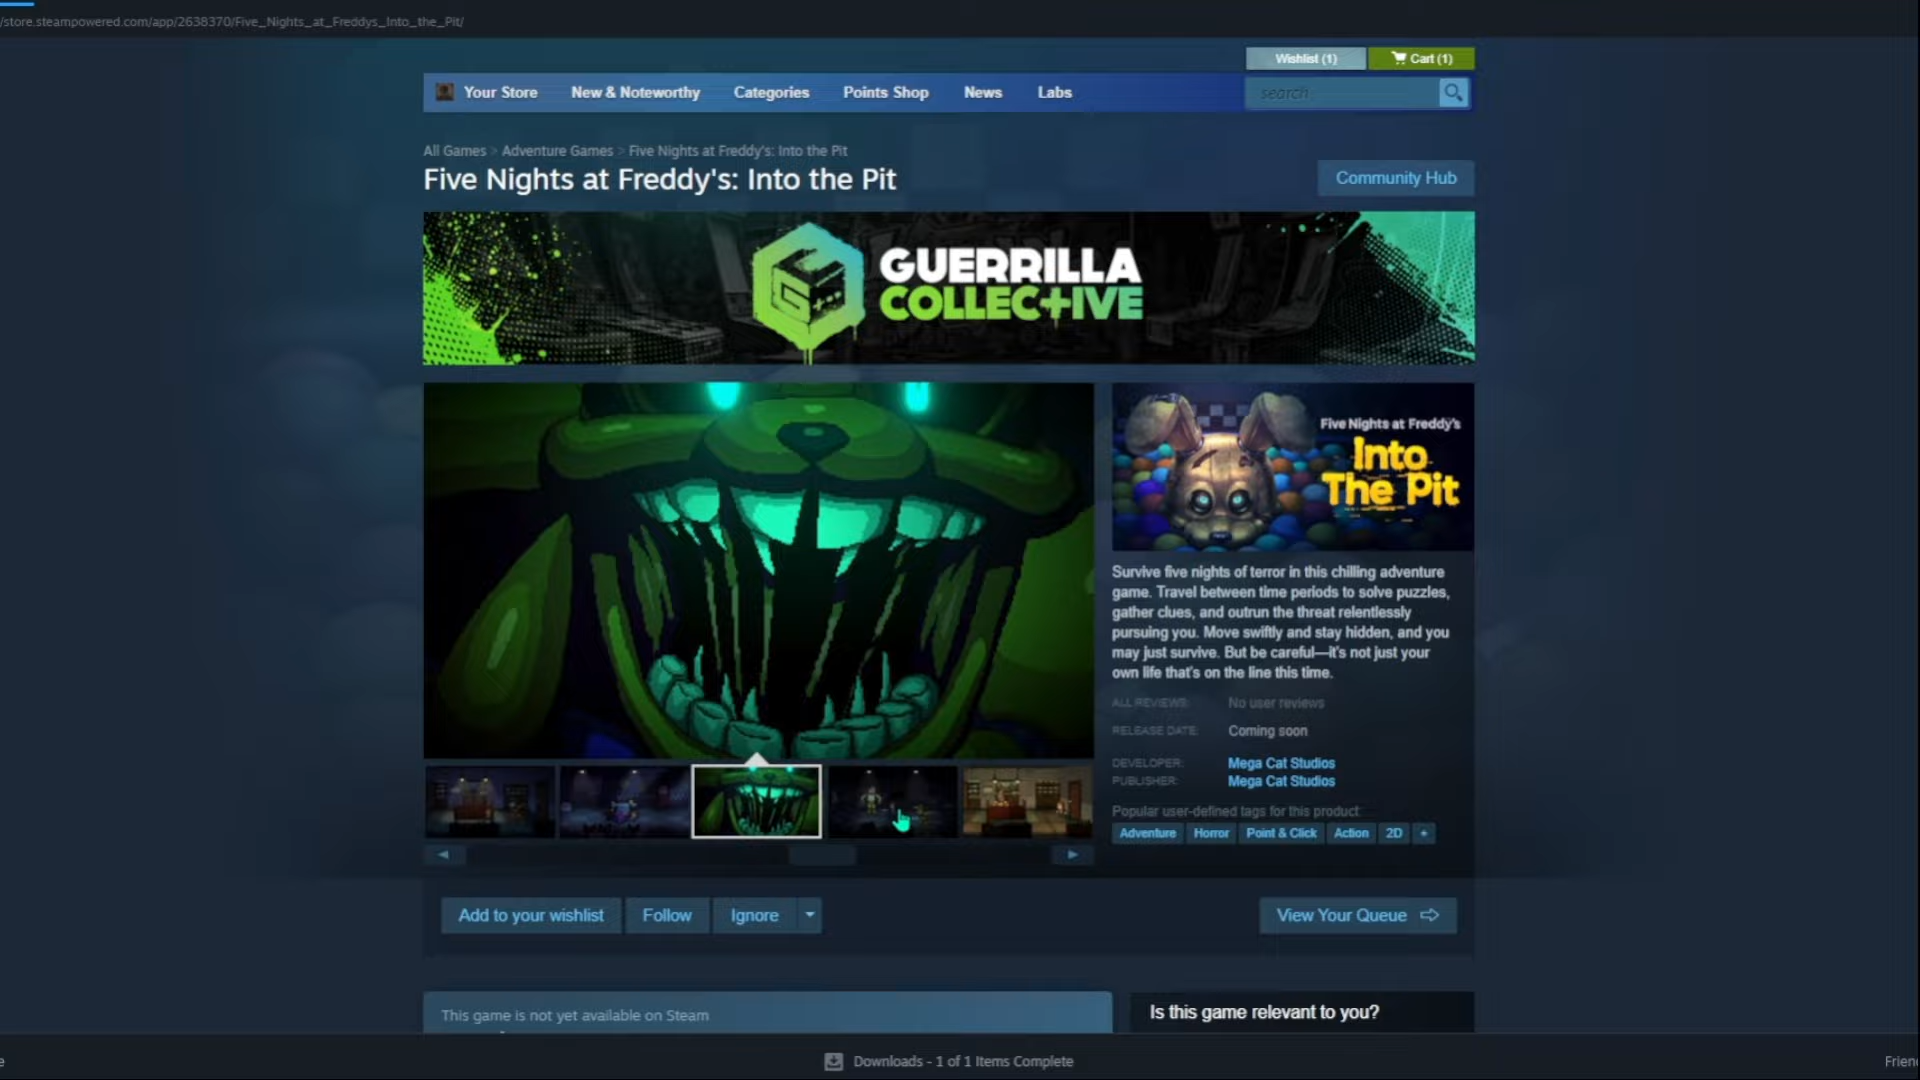 /store.steampowered.com/app/2638370/Five_Nights_at_Freddys_Into_the_Pit/
Wishlist (1)
Cart (1)
Your Store
New & Noteworthy
Categories
Points Shop
News
Labs
search
All Games > Adventure Games > Five Nights at Freddy's: Into the Pit
Five Nights at Freddy's: Into the Pit
Community Hub
GUERRILLA
COLLECTIVE
Five Nights at Freddy's
Into
The Pit
Survive five nights of terror in this chilling adventure
game. Travel between time periods to solve puzzles,
gather clues, and outrun the threat relentlessly
pursuing you. Move swiftly and stay hidden, and you
may just survive. But be careful—it's not just your
own life that's on the line this time.
ALL REVIEWS: No user reviews
RELEASE DATE: Coming soon
DEVELOPER: Mega Cat Studios
PUBLISHER: Mega Cat Studios
Popular user-defined tags for this product:
Adventure
Horror
Point & Click
Action
2D
+
Add to your wishlist
Follow
Ignore
View Your Queue
This game is not yet available on Steam
Is this game relevant to you?
Downloads - 1 of 1 Items Complete
Frien